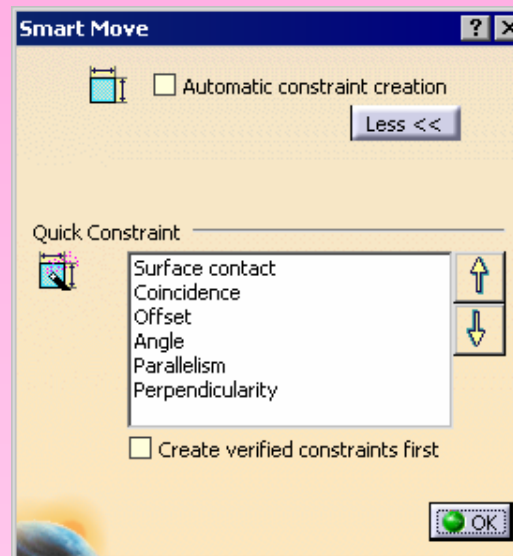 Smart Move
Automatic constraint creation
Less <<
Quick Constraint
Surface contact
Coincidence
Offset
Angle
Parallelism
Perpendicularity
Create verified constraints first
OK